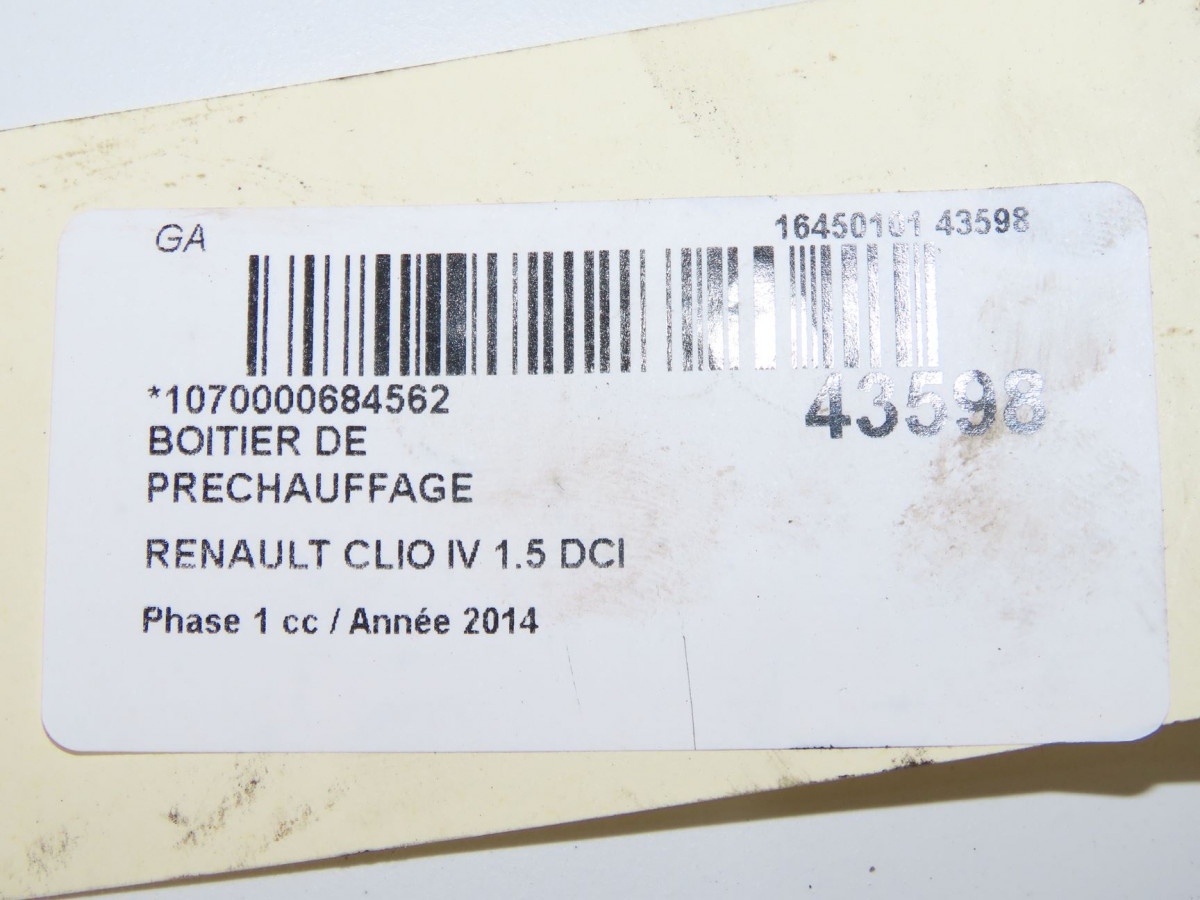 GA
16450101 43598
*1070000684562
43598
BOITIER DE
PRECHAUFFAGE
RENAULT CLIO IV 1.5 DCI
Phase 1 cc / Année 2014